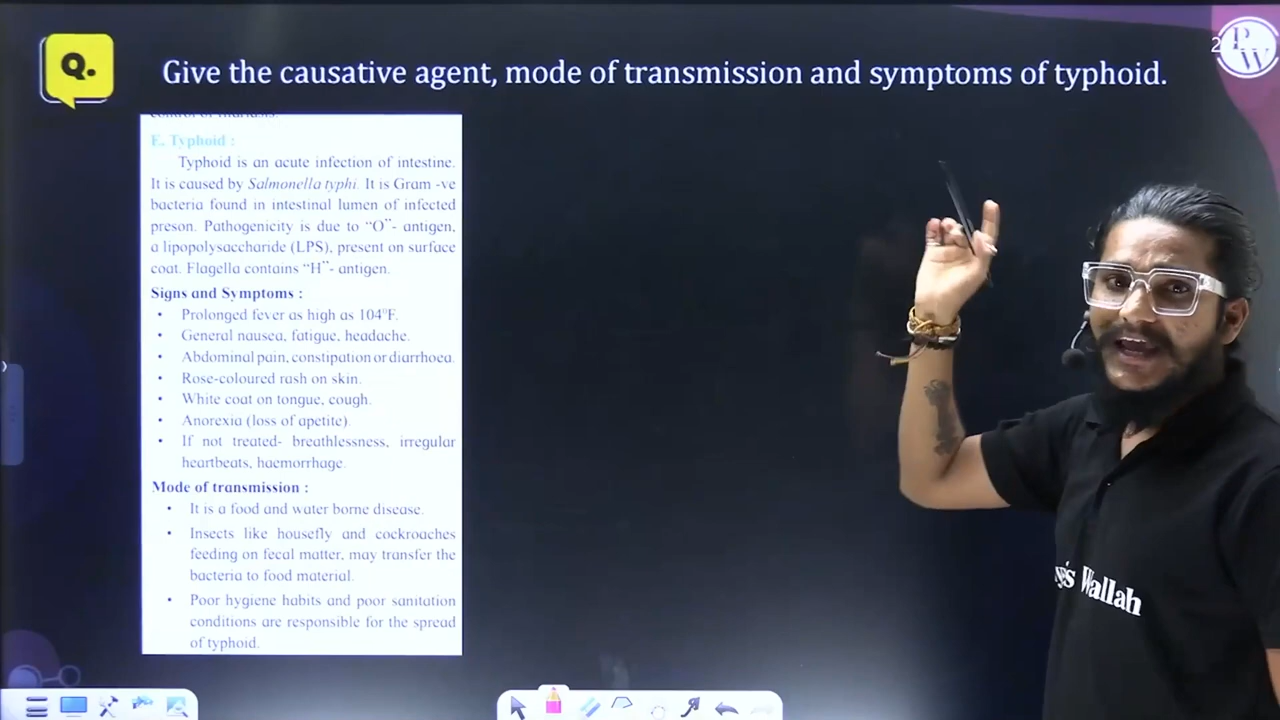 Q.
Give the causative agent, mode of transmission and symptoms of typhoid.
2
P
W
E. Typhoid :
Typhoid is an acute infection of intestine.
It is caused by Salmonella typhi. It is Gram -ve
bacteria found in intestinal lumen of infected
preson. Pathogenicity is due to “O”- antigen,
a lipopolysaccharide (LPS), present on surface
coat. Flagella contains “H”- antigen.
Signs and Symptoms :
• Prolonged fever as high as 104⁰F.
• General nausea, fatigue, headache.
• Abdominal pain, constipation or diarrhoea.
• Rose-coloured rash on skin.
• White coat on tongue, cough.
• Anorexia (loss of apetite).
• If not treated- breathlessness, irregular
heartbeats, haemorrhage.
Mode of transmission :
• It is a food and water borne disease.
• Insects like housefly and cockroaches
feeding on fecal matter, may transfer the
bacteria to food material.
• Poor hygiene habits and poor sanitation
conditions are responsible for the spread
of typhoid.
Wallah